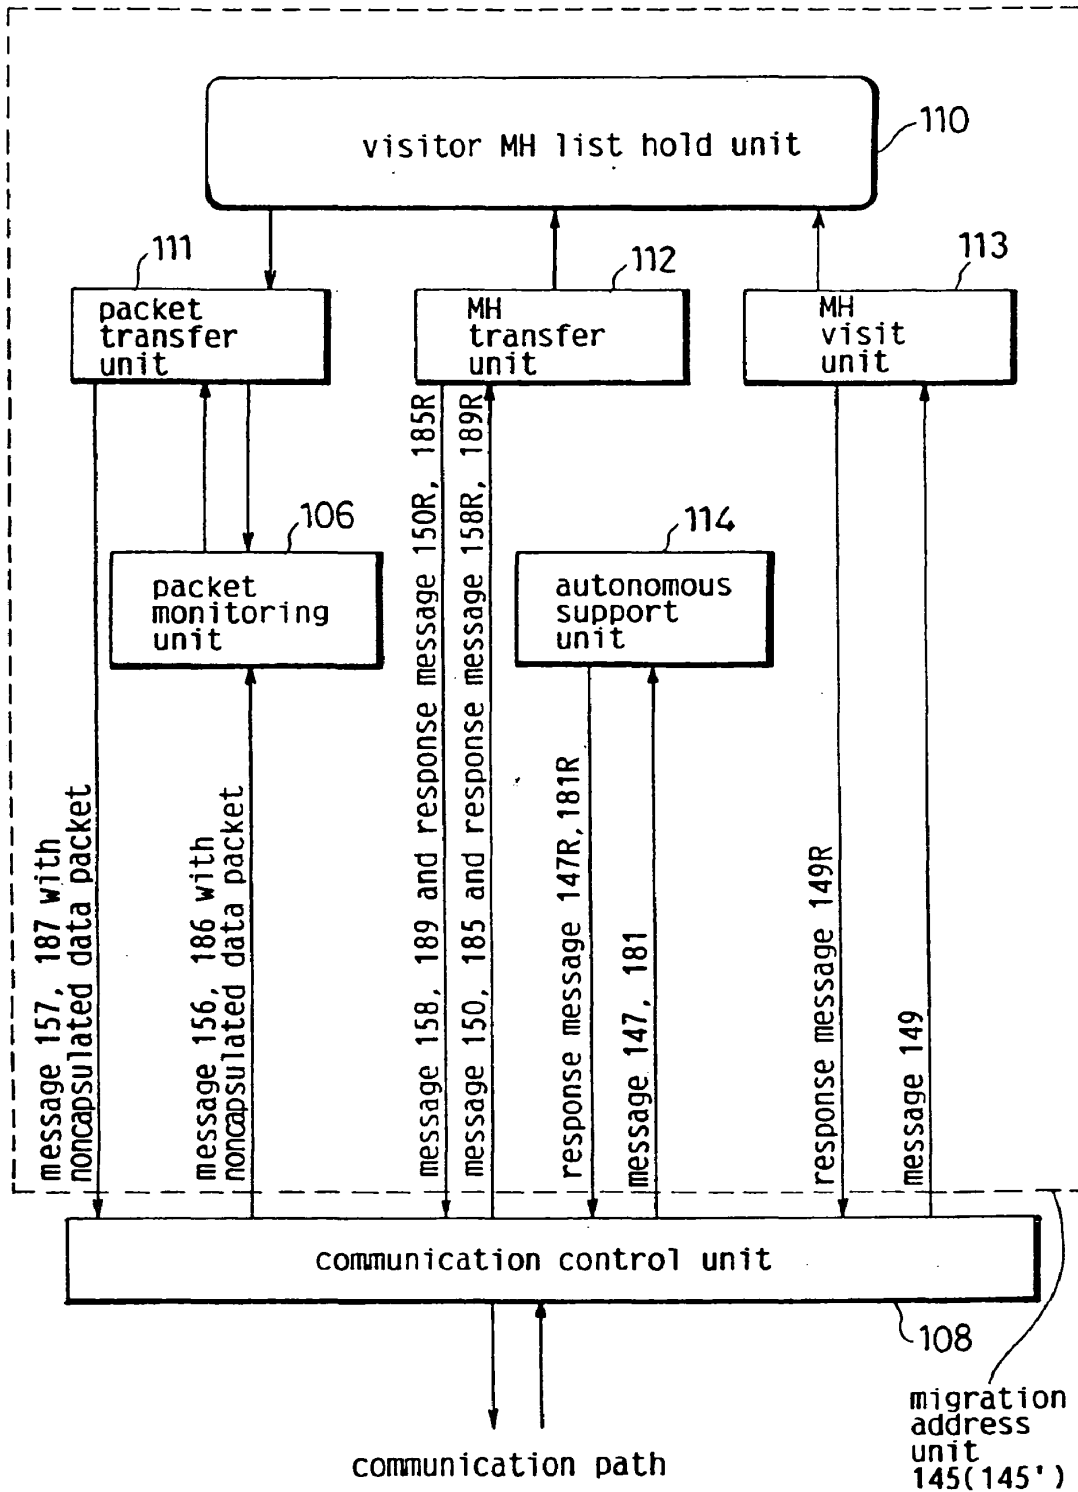 visitor MH list hold unit
110
111
packet
transfer
unit
112
MH
transfer
unit
113
MH
visit
unit
106
packet
monitoring
unit
114
autonomous
support
unit
message 157, 187 with
noncapsulated data packet
message 156, 186 with
noncapsulated data packet
message 158, 189 and response message 150R, 185R
message 150, 185 and response message 158R, 189R
response message 147R, 181R
message 147, 181
response message 149R
message 149
communication control unit
108
communication path
migration
address
unit
145(145')